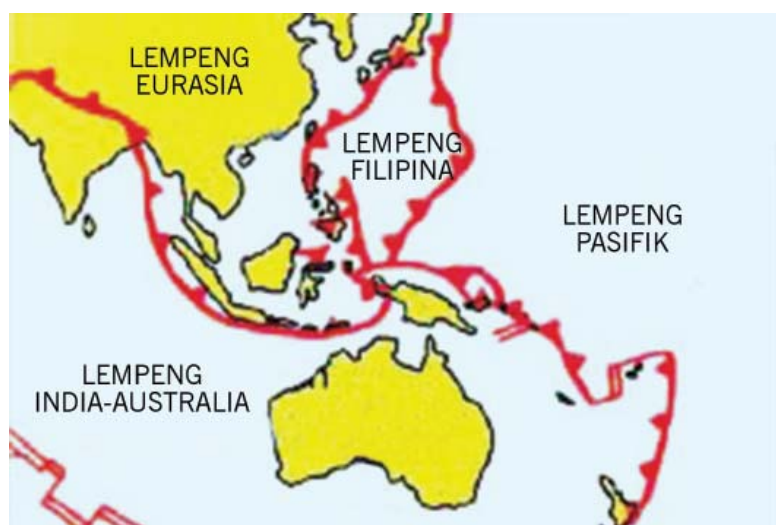 LEMPENG
EURASIA
LEMPENG
FILIPINA
LEMPENG
PASIFIK
LEMPENG
INDIA-AUSTRALIA